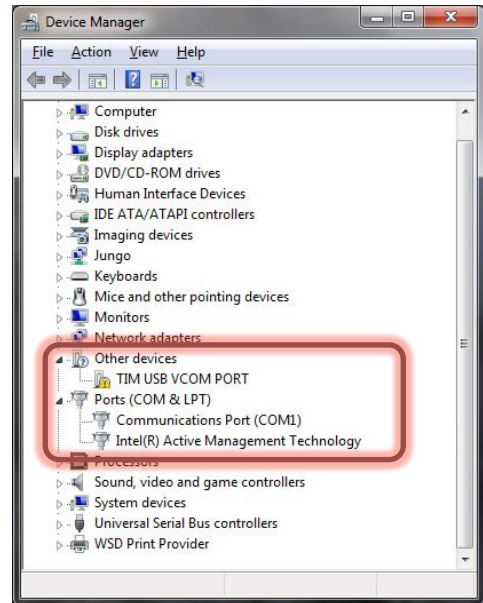 Device Manager
File Action View Help
Computer
Disk drives
Display adapters
DVD/CD-ROM drives
Human Interface Devices
IDE ATA/ATAPI controllers
Imaging devices
Jungo
Keyboards
Mice and other pointing devices
Monitors
Network adapters
Other devices
TIM USB VCOM PORT
Ports (COM & LPT)
Communications Port (COM1)
Intel(R) Active Management Technology
Processors
Sound, video and game controllers
System devices
Universal Serial Bus controllers
WSD Print Provider